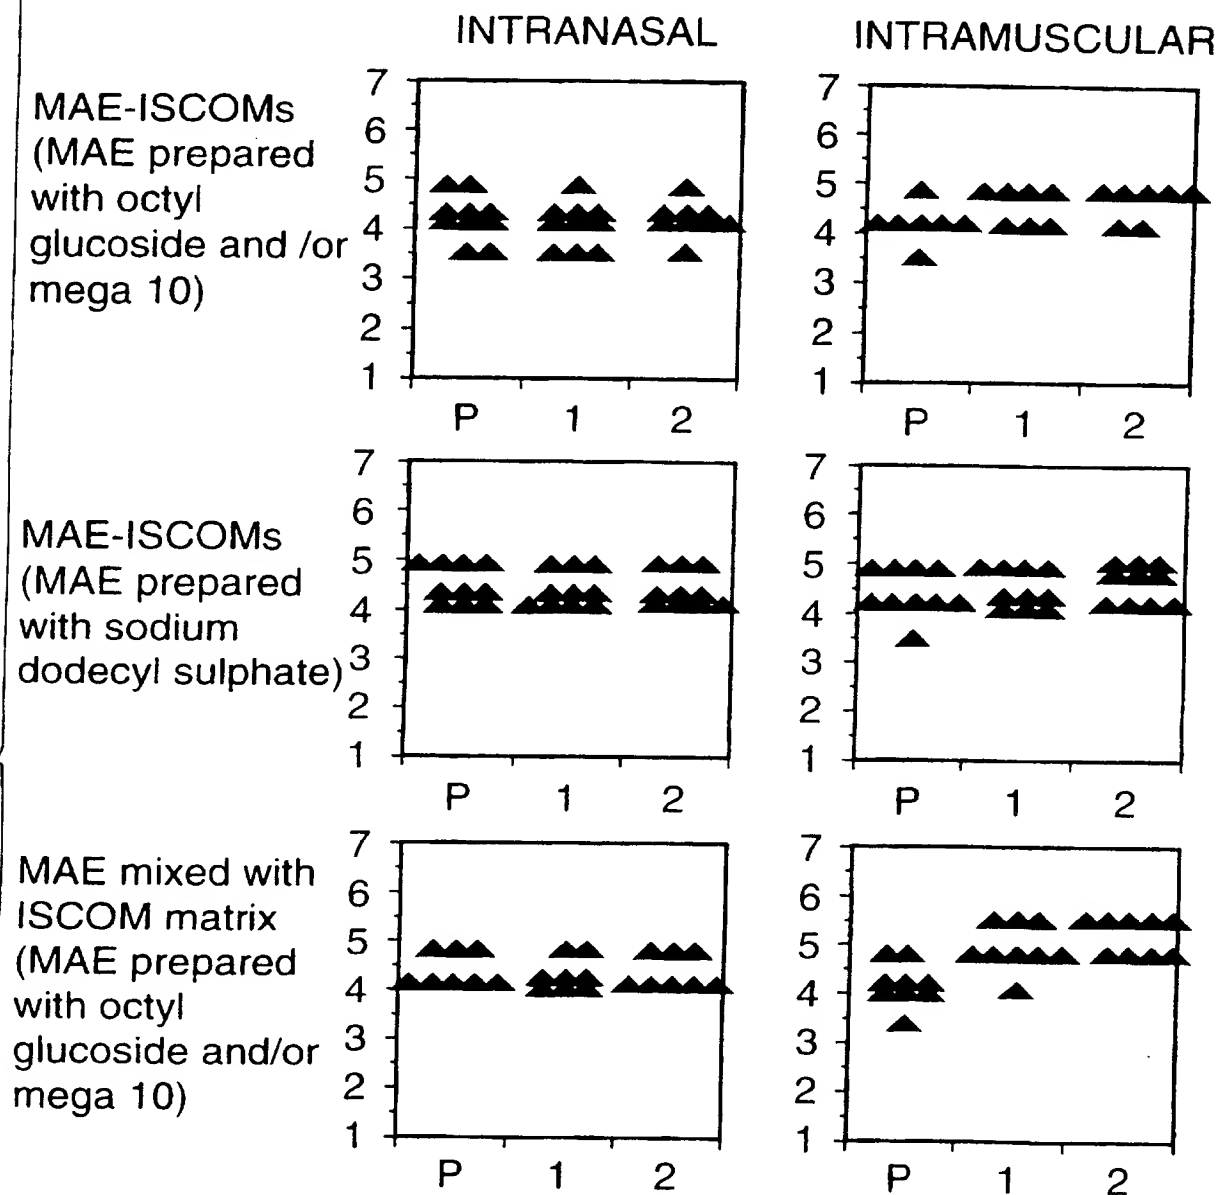 INTRANASAL
INTRAMUSCULAR
MAE-ISCOMs
(MAE prepared
with octyl
glucoside and /or
mega 10)
7
6
5
4
3
2
1
P 1 2
7
6
5
4
3
2
1
P 1 2
MAE-ISCOMs
(MAE prepared
with sodium
dodecyl sulphate)
7
6
5
4
3
2
1
P 1 2
7
6
5
4
3
2
1
P 1 2
MAE mixed with
ISCOM matrix
(MAE prepared
with octyl
glucoside and/or
mega 10)
7
6
5
4
3
2
1
P 1 2
7
6
5
4
3
2
1
P 1 2